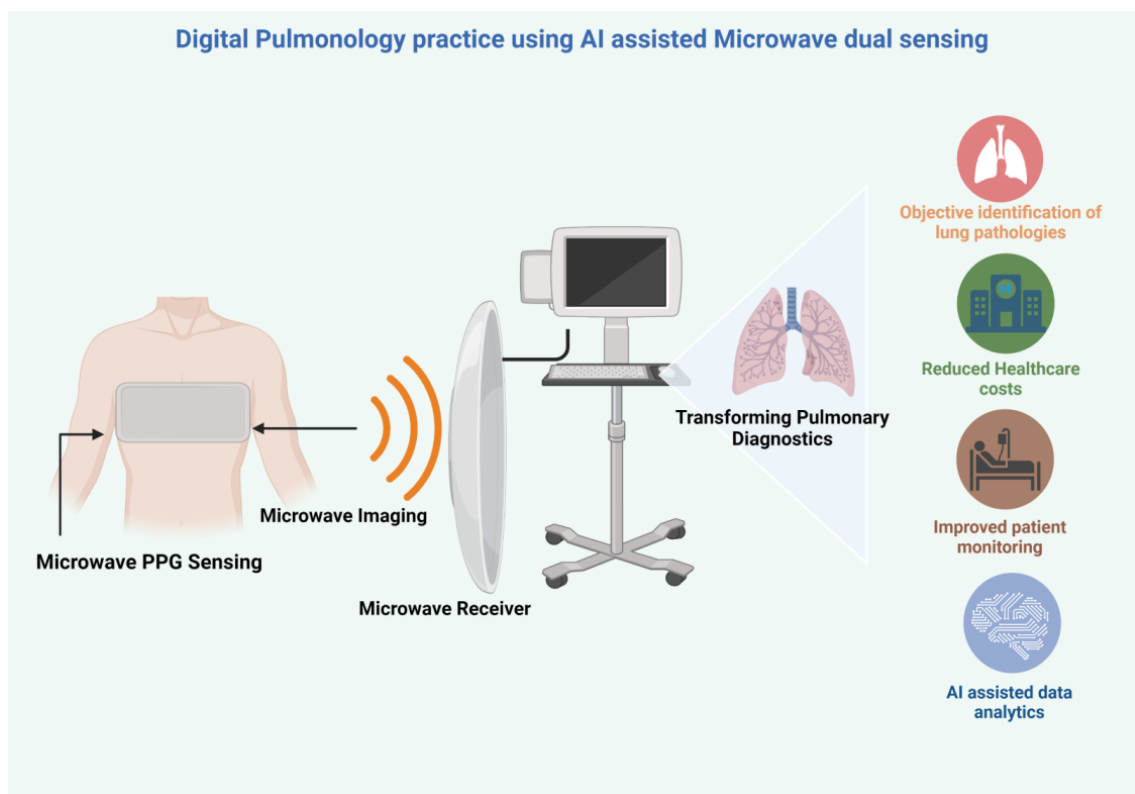 Digital Pulmonology practice using AI assisted Microwave dual sensing
Objective identification of
lung pathologies
Reduced Healthcare
costs
Transforming Pulmonary
Diagnostics
Microwave Imaging
Improved patient
monitoring
Microwave PPG Sensing
Microwave Receiver
AI assisted data
analytics